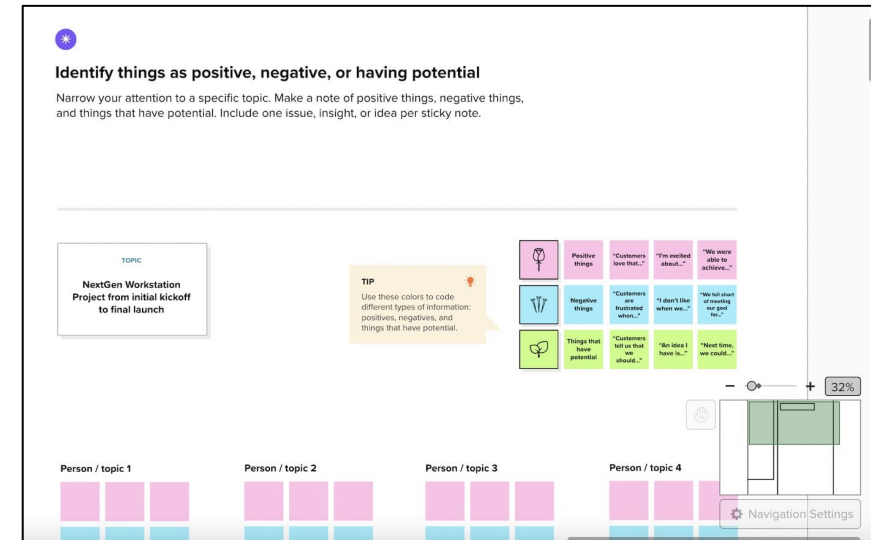 Identify things as positive, negative, or having potential
Narrow your attention to a specific topic. Make a note of positive things, negative things,
and things that have potential. Include one issue, insight, or idea per sticky note.
TOPIC
NextGen Workstation
Project from initial kickoff
to final launch
TIP
Use these colors to code
different types of information:
positives, negatives, and
things that have potential.
Positive
things
"Customers
love that..."
"I'm excited
about..."
"We were
able to
achieve..."
Negative
things
"Customers
are
frustrated
when..."
"I don't like
when we..."
"We fell short
of meeting
our goal
for..."
Things that
have
potential
"Customers
tell us that
we
should..."
"An idea I
have is..."
"Next time,
we could..."
32%
Person / topic 1
Person / topic 2
Person / topic 3
Person / topic 4
Navigation Settings